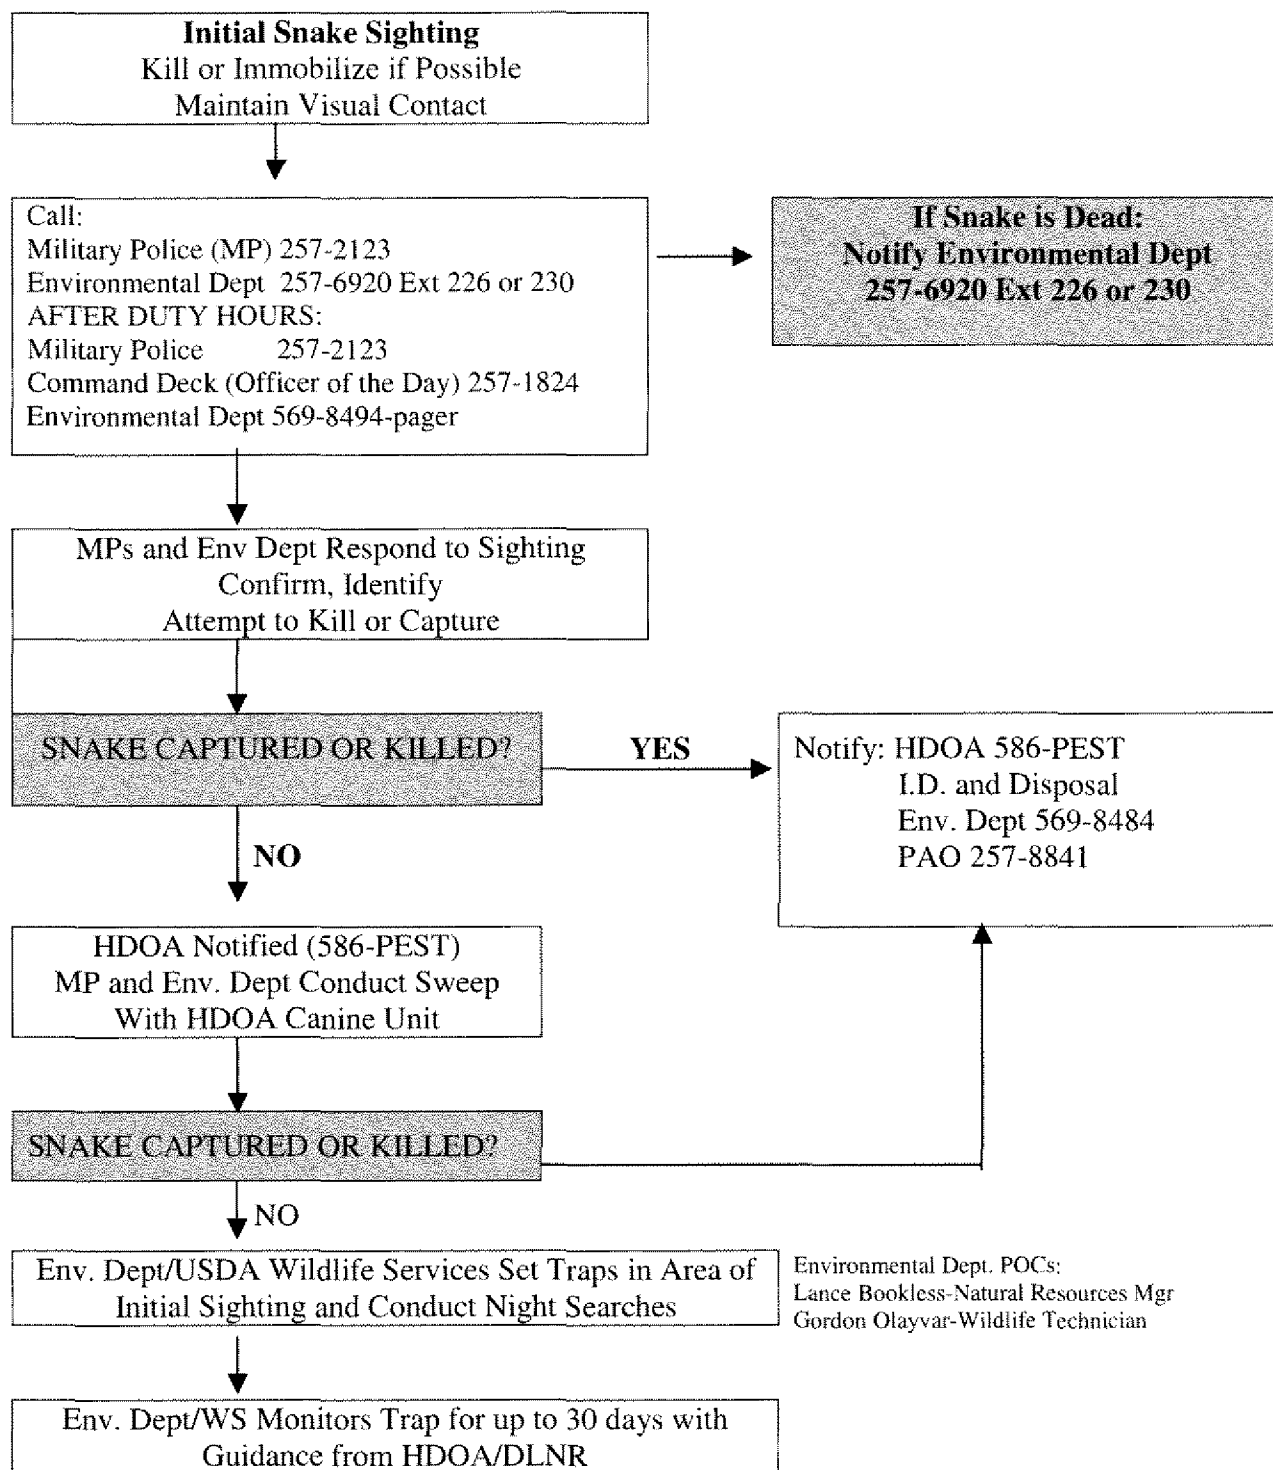 Initial Snake Sighting
Kill or Immobilize if Possible
Maintain Visual Contact
Call:
Military Police (MP) 257-2123
Environmental Dept 257-6920 Ext 226 or 230
AFTER DUTY HOURS:
Military Police 257-2123
Command Deck (Officer of the Day) 257-1824
Environmental Dept 569-8494-pager
If Snake is Dead:
Notify Environmental Dept
257-6920 Ext 226 or 230
MPs and Env Dept Respond to Sighting
Confirm, Identify
Attempt to Kill or Capture
SNAKE CAPTURED OR KILLED?
YES
Notify: HDOA 586-PEST
I.D. and Disposal
Env. Dept 569-8484
PAO 257-8841
NO
HDOA Notified (586-PEST)
MP and Env. Dept Conduct Sweep
With HDOA Canine Unit
SNAKE CAPTURED OR KILLED?
NO
Env. Dept/USDA Wildlife Services Set Traps in Area of
Initial Sighting and Conduct Night Searches
Environmental Dept. POCs:
Lance Bookless-Natural Resources Mgr
Gordon Olayvar-Wildlife Technician
Env. Dept/WS Monitors Trap for up to 30 days with
Guidance from HDOA/DLNR